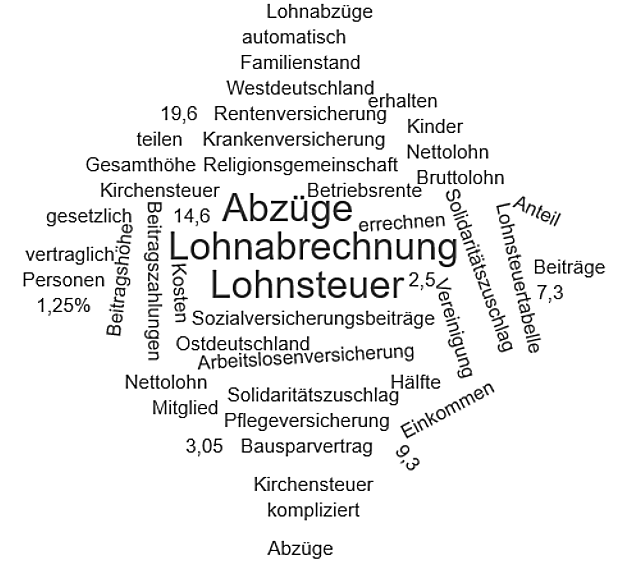 Lohnabzüge
automatisch
Familienstand
Westdeutschland
erhalten
19,6 Rentenversicherung
Kinder
teilen Krankenversicherung
Nettolohn
Gesamthöhe Religionsgemeinschaft
Bruttolohn
Kirchensteuer Betriebsrente
Anteil
gesetzlich 14,6 Abzüge errechnen
Solidaritätszuschlag
Lohnsteuertabelle
Beitragshöhe
Beitragszahlungen
vertraglich Lohnabrechnung
Beiträge
Personen Kosten Lohnsteuer 2,5
7,3
1,25%
Vereinigung
Sozialversicherungsbeiträge
Ostdeutschland
Arbeitslosenversicherung
Nettolohn Hälfte
Solidaritätszuschlag
Einkommen
Mitglied
Pflegeversicherung
3,05 Bausparvertrag 9,3
Kirchensteuer
kompliziert
Abzüge